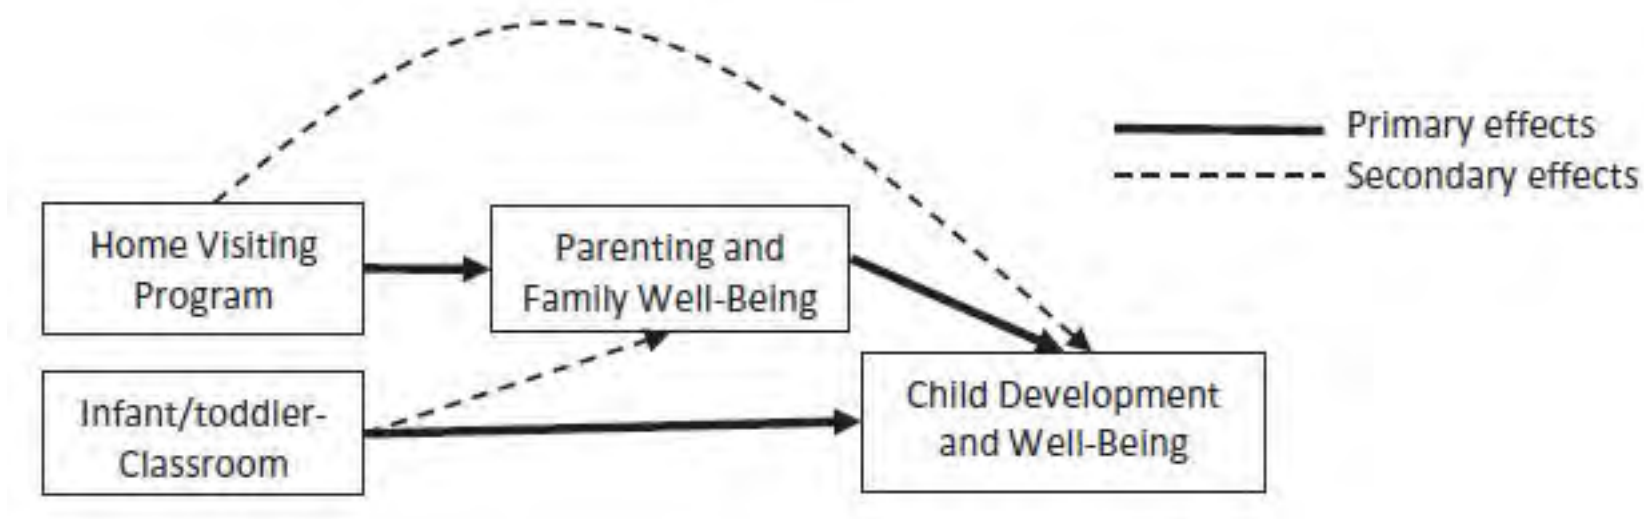 Primary effects
Secondary effects
Home Visiting
Program
Parenting and
Family Well-Being
Infant/toddler-
Classroom
Child Development
and Well-Being